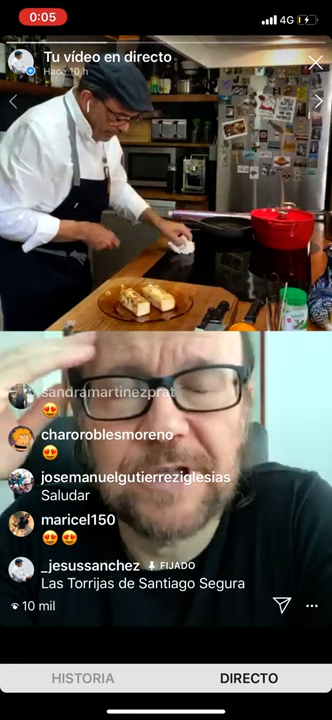 0:05
4G
Tu vídeo en directo
Hace 10 h
sandramartinezprat
😍
charoroblesmoreno
😍
josemanuelgutierreziglesias
Saludar
maricel150
😍😍
_jesussanchez FIJADO
Las Torrijas de Santiago Segura
10 mil
HISTORIA
DIRECTO